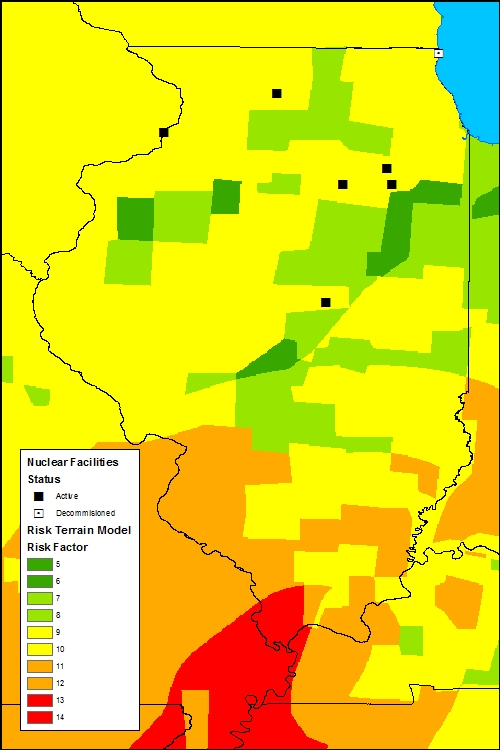 Nuclear Facilities
Status
Active
Decommisioned
Risk Terrain Model
Risk Factor
5
6
7
8
9
10
11
12
13
14